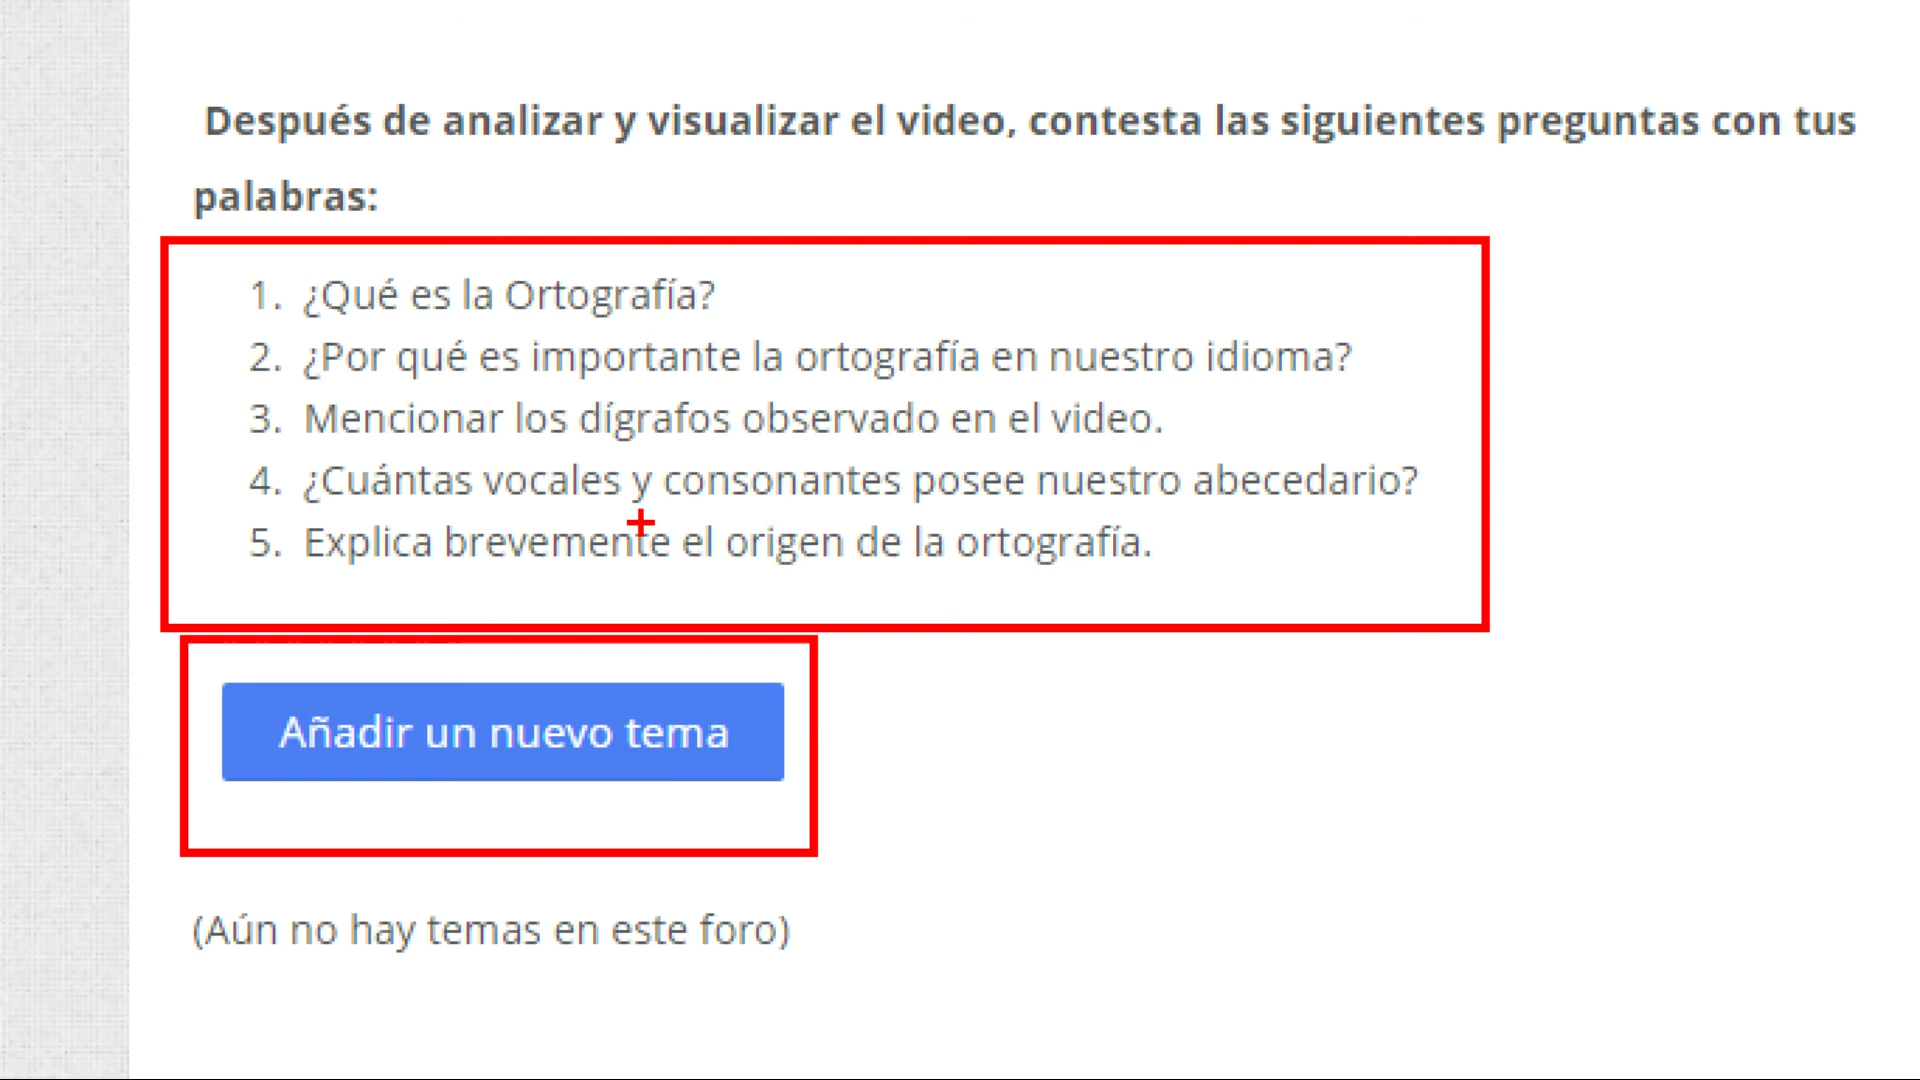 Después de analizar y visualizar el video, contesta las siguientes preguntas con tus
palabras:
1. ¿Qué es la Ortografía?
2. ¿Por qué es importante la ortografía en nuestro idioma?
3. Mencionar los dígrafos observado en el video.
4. ¿Cuántas vocales y consonantes posee nuestro abecedario?
5. Explica brevemente el origen de la ortografía.
Añadir un nuevo tema
(Aún no hay temas en este foro)